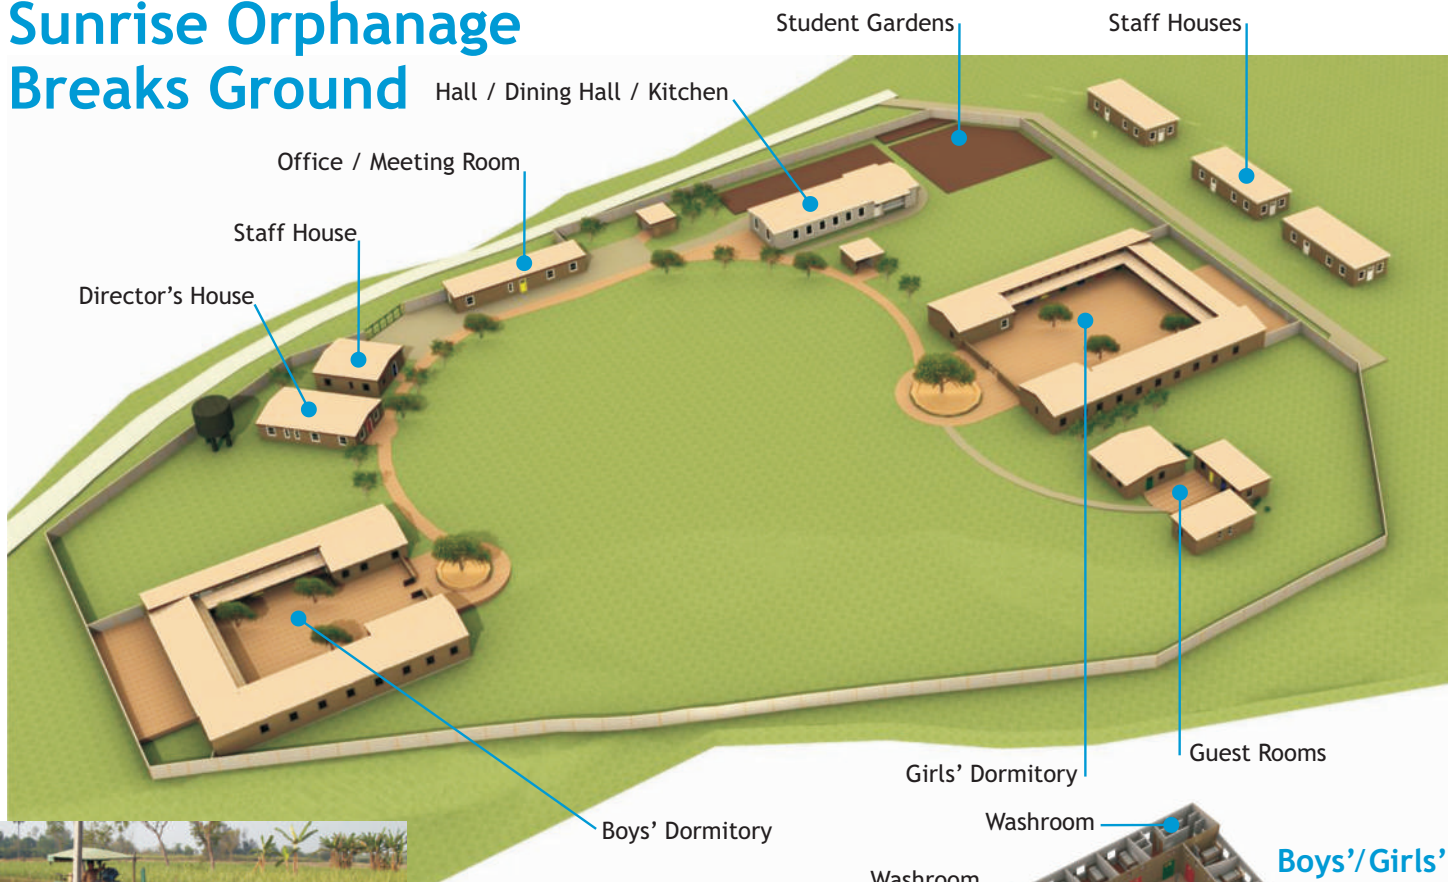 Sunrise Orphanage
Breaks Ground
Student Gardens
Staff Houses
Hall / Dining Hall / Kitchen
Office / Meeting Room
Staff House
Director's House
Guest Rooms
Girls' Dormitory
Boys' Dormitory
Washroom
Boys'/Girls'
Washroom